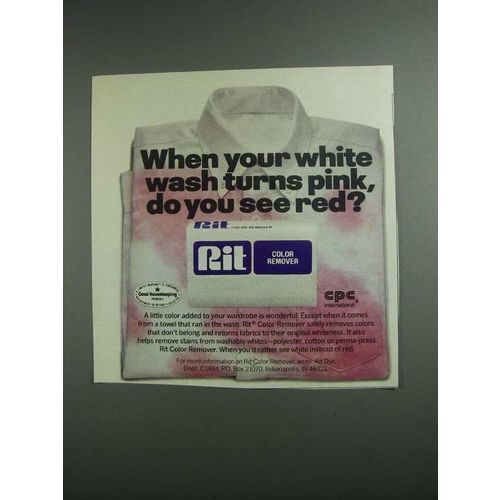 When your white
wash turns pink,
do you see red?
Rit
Rit
COLOR
REMOVER
Good Housekeeping
PROMISES
CPC
International
A little color added to your wardrobe is wonderful. Except when it comes
from a towel that ran in the wash. Rit® Color Remover safely removes colors
that don't belong and returns fabrics to their original whiteness. It also
helps remove stains from washable whites–polyester, cotton or perma-press.
Rit Color Remover. When you'd rather see white instead of red.
For more information on Rit Color Remover, write: Rit Dye,
Dept. C1484, P.O. Box 21070, Indianapolis, IN 46221.